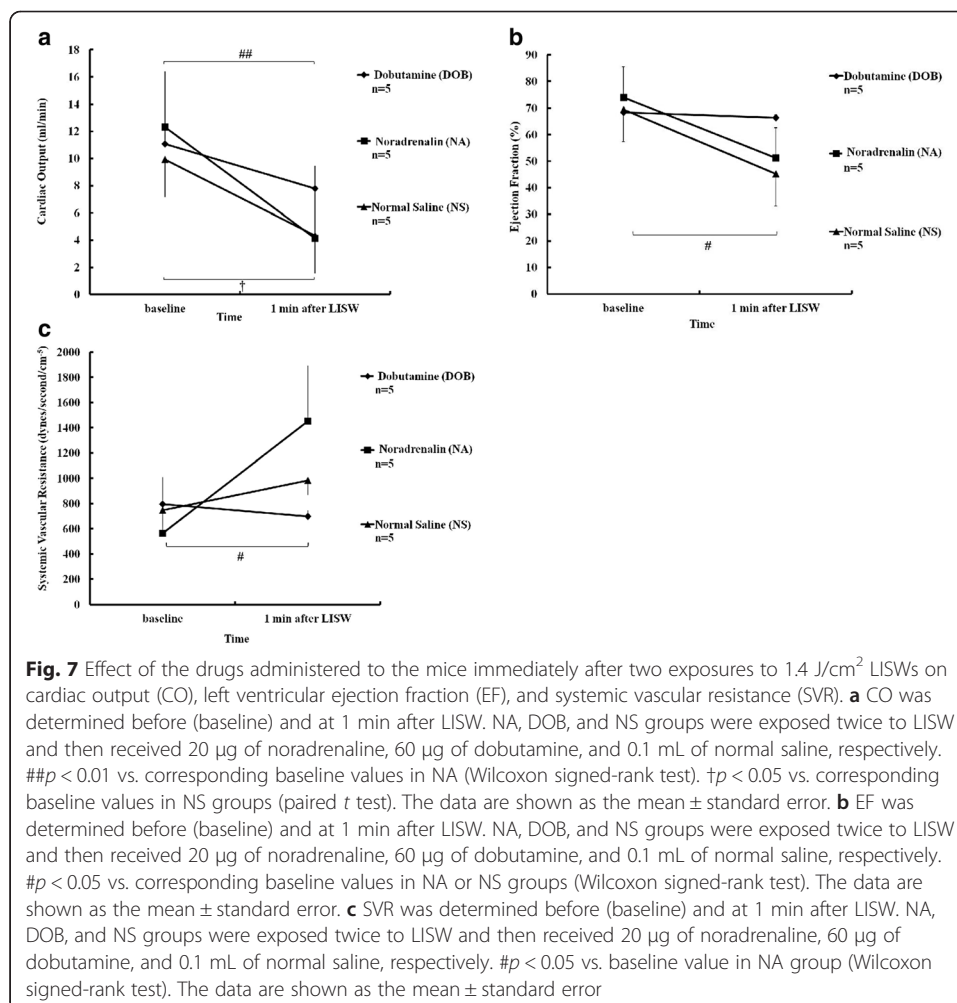 a
18
16
14
12
10
8
6
4
2
0
Cardiac Output (ml/min)
##
†
baseline
1 min after LISW
Time
Dobutamine (DOB)
n=5
Noradrenalin (NA)
n=5
Normal Saline (NS)
n=5
b
100
90
80
70
60
50
40
30
20
10
0
Ejection Fraction (%)
#
baseline
1 min after LISW
Time
Dobutamine (DOB)
n=5
Noradrenalin (NA)
n=5
Normal Saline (NS)
n=5
c
2000
1800
1600
1400
1200
1000
800
600
400
200
0
Systemic Vascular Resistance (dynes/second/cm⁻⁵)
#
baseline
1 min after LISW
Time
Dobutamine (DOB)
n=5
Noradrenalin (NA)
n=5
Normal Saline (NS)
n=5
Fig. 7 Effect of the drugs administered to the mice immediately after two exposures to 1.4 J/cm² LISWs on
cardiac output (CO), left ventricular ejection fraction (EF), and systemic vascular resistance (SVR). a CO was
determined before (baseline) and at 1 min after LISW. NA, DOB, and NS groups were exposed twice to LISW
and then received 20 μg of noradrenaline, 60 μg of dobutamine, and 0.1 mL of normal saline, respectively.
##p < 0.01 vs. corresponding baseline values in NA (Wilcoxon signed-rank test). †p < 0.05 vs. corresponding
baseline values in NS groups (paired t test). The data are shown as the mean ± standard error. b EF was
determined before (baseline) and at 1 min after LISW. NA, DOB, and NS groups were exposed twice to LISW
and then received 20 μg of noradrenaline, 60 μg of dobutamine, and 0.1 mL of normal saline, respectively.
#p < 0.05 vs. corresponding baseline values in NA or NS groups (Wilcoxon signed-rank test). The data are
shown as the mean ± standard error. c SVR was determined before (baseline) and at 1 min after LISW. NA,
DOB, and NS groups were exposed twice to LISW and then received 20 μg of noradrenaline, 60 μg of
dobutamine, and 0.1 mL of normal saline, respectively. #p < 0.05 vs. baseline value in NA group (Wilcoxon
signed-rank test). The data are shown as the mean ± standard error